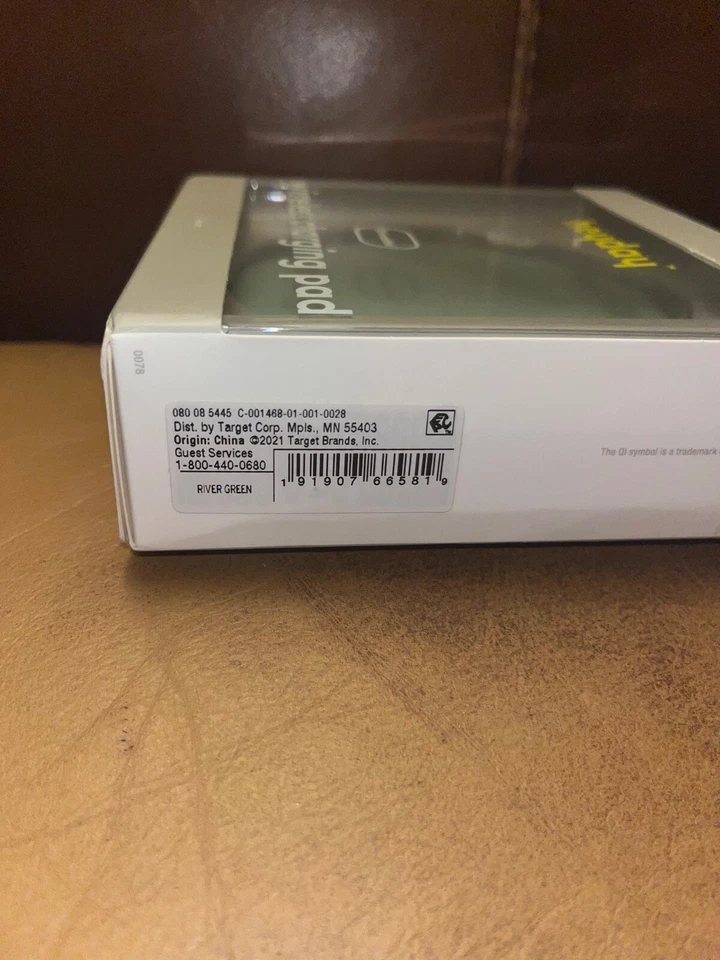 charging pad
heyday
0078
080 08 5445 C-001468-01-001-0028
Dist. by Target Corp. Mpls., MN 55403
Origin: China ©2021 Target Brands, Inc.
Guest Services
1-800-440-0680
RIVER GREEN
1 91907 66581 9
The Qi symbol is a trademark